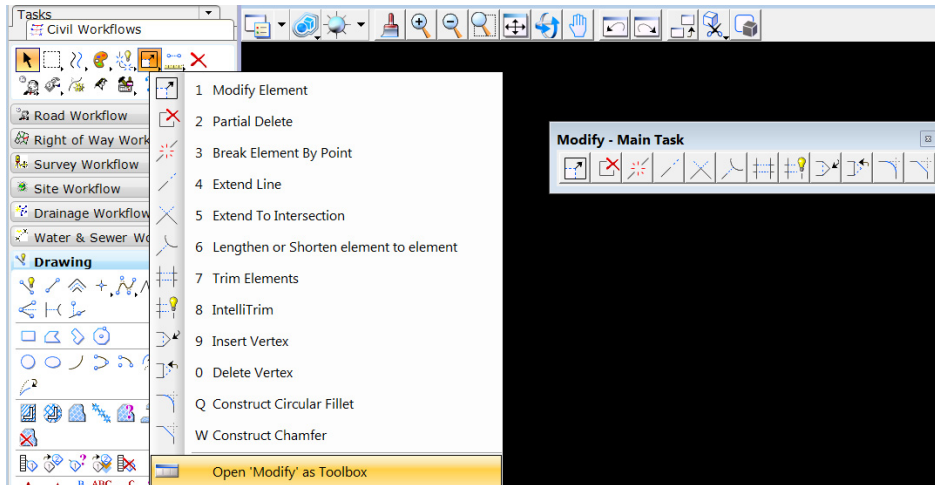 Tasks
Civil Workflows
1 Modify Element
2 Partial Delete
3 Break Element By Point
4 Extend Line
5 Extend To Intersection
6 Lengthen or Shorten element to element
7 Trim Elements
8 IntelliTrim
9 Insert Vertex
0 Delete Vertex
Q Construct Circular Fillet
W Construct Chamfer
Open 'Modify' as Toolbox
Road Workflow
Right of Way Work
Survey Workflow
Site Workflow
Drainage Workflow
Water & Sewer Wo
Drawing
Modify - Main Task